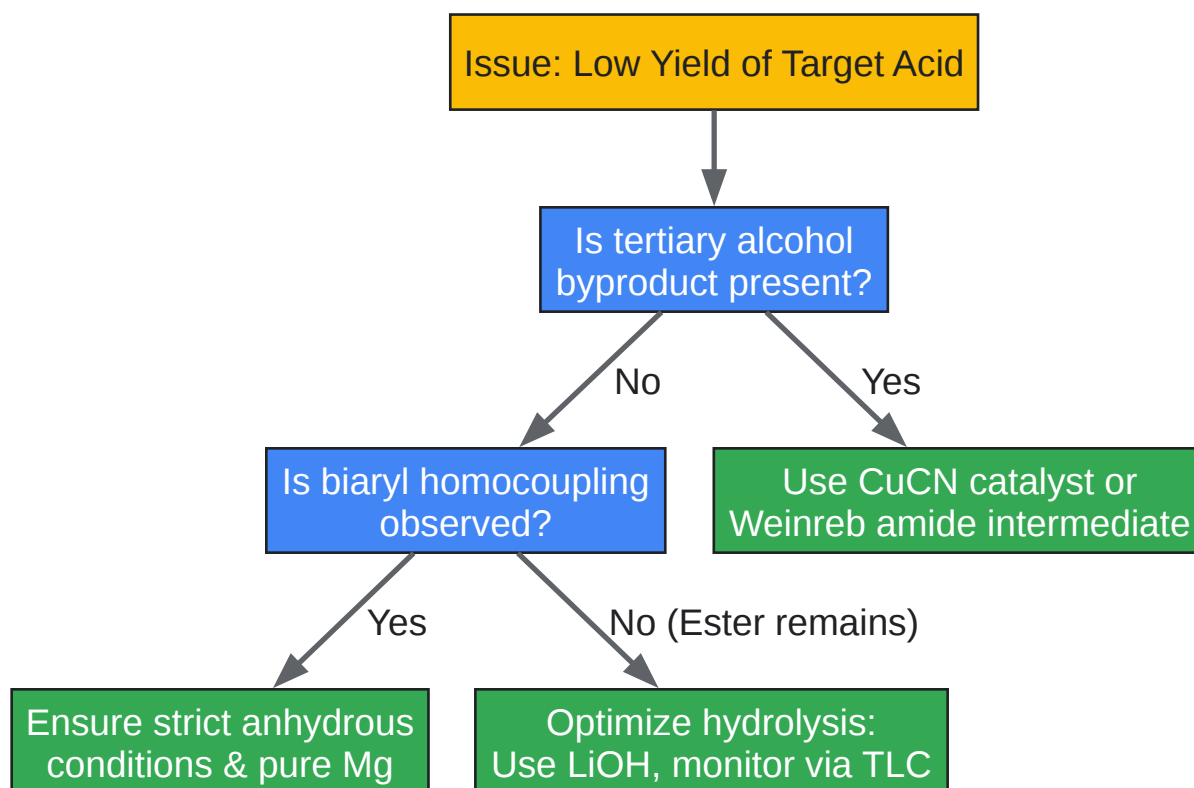 Issue: Low Yield of Target Acid
Is tertiary alcohol
byproduct present?
No
Yes
Is biaryl homocoupling
observed?
Use CuCN catalyst or
Weinreb amide intermediate
Yes
No (Ester remains)
Ensure strict anhydrous
conditions & pure Mg
Optimize hydrolysis:
Use LiOH, monitor via TLC